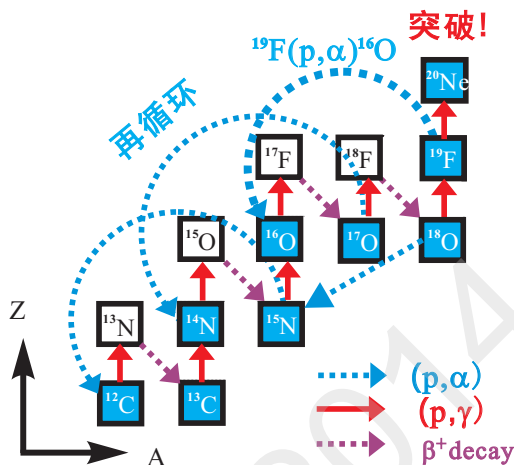 突破!
¹⁹F(p,α)¹⁶O
²⁰Ne
再循环
¹⁷F
¹⁸F
¹⁹F
¹⁵O
¹⁶O
¹⁷O
¹⁸O
¹³N
¹⁴N
¹⁵N
Z
¹²C
¹³C
A
(p,α)
(p,γ)
β⁺decay
2014